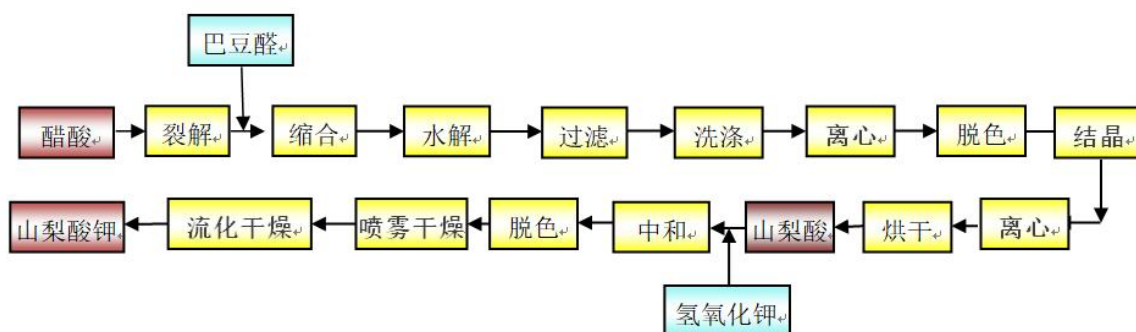 巴豆醛
醋酸 裂解 缩合 水解 过滤 洗涤 离心 脱色 结晶
山梨酸钾 流化干燥 喷雾干燥 脱色 中和 山梨酸 烘干 离心
氢氧化钾